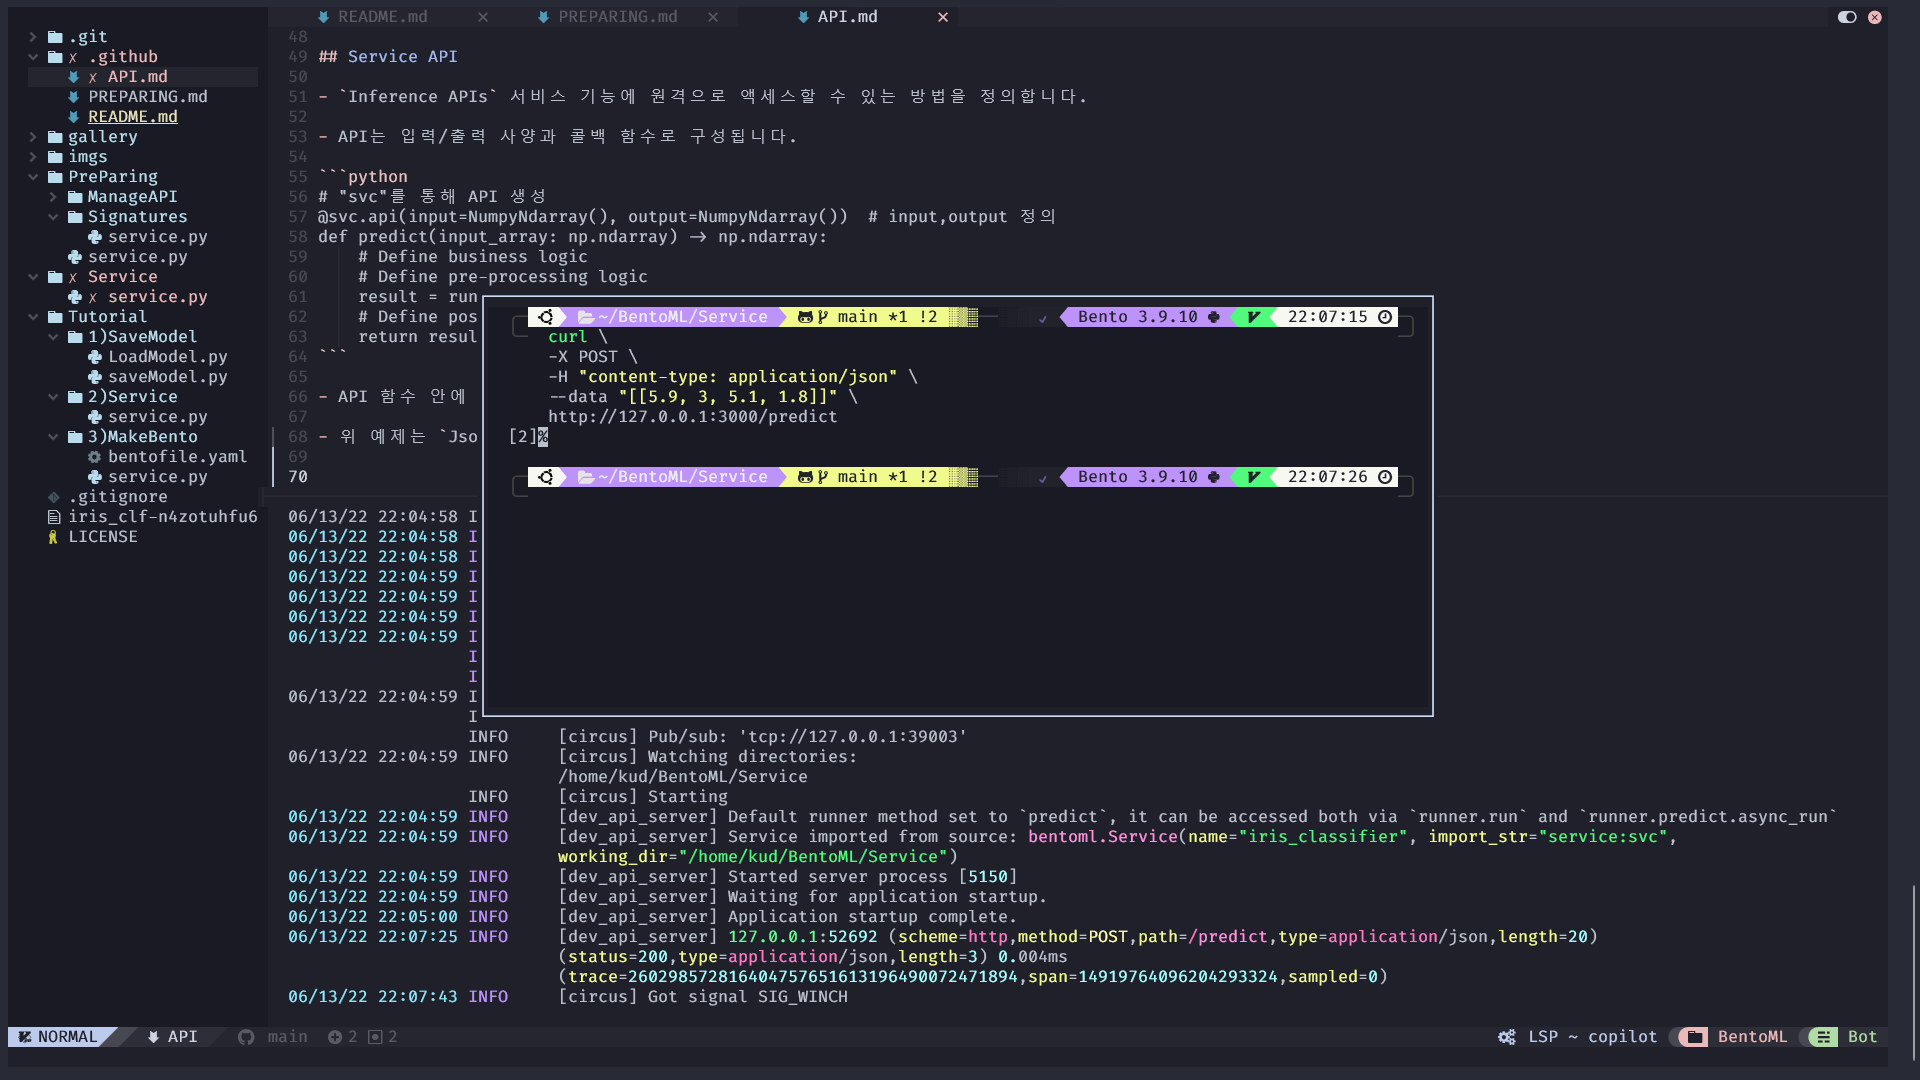 README.md
PREPARING.md
API.md
.git
.github
API.md
PREPARING.md
README.md
gallery
imgs
PreParing
ManageAPI
Signatures
service.py
service.py
Service
service.py
Tutorial
1)SaveModel
LoadModel.py
saveModel.py
2)Service
service.py
3)MakeBento
bentofile.yaml
service.py
.gitignore
iris_clf-n4zotuhfu6
LICENSE
48
49 ## Service API
50
51 - `Inference APIs` 서비스 기능에 원격으로 액세스할 수 있는 방법을 정의합니다.
52
53 - API는 입력/출력 사양과 콜백 함수로 구성됩니다.
54
55 ```python
56 # "svc"를 통해 API 생성
57 @svc.api(input=NumpyNdarray(), output=NumpyNdarray())  # input,output 정의
58 def predict(input_array: np.ndarray) -> np.ndarray:
59     # Define business logic
60     # Define pre-processing logic
61     result = run
62     # Define pos
63     return resul
64 ```
65
66 - API 함수 안에
67
68 - 위 예제는 `Jso
69
70
~/BentoML/Service main *1 !2 Bento 3.9.10 22:07:15
curl \
-X POST \
-H "content-type: application/json" \
--data "[[5.9, 3, 5.1, 1.8]]" \
http://127.0.0.1:3000/predict
[2]%
~/BentoML/Service main *1 !2 Bento 3.9.10 22:07:26
06/13/22 22:04:58 I
06/13/22 22:04:58 I
06/13/22 22:04:58 I
06/13/22 22:04:59 I
06/13/22 22:04:59 I
06/13/22 22:04:59 I
06/13/22 22:04:59 I
I
I
06/13/22 22:04:59 I
I
INFO [circus] Pub/sub: 'tcp://127.0.0.1:39003'
06/13/22 22:04:59 INFO [circus] Watching directories:
/home/kud/BentoML/Service
INFO [circus] Starting
06/13/22 22:04:59 INFO [dev_api_server] Default runner method set to `predict`, it can be accessed both via `runner.run` and `runner.predict.async_run`
06/13/22 22:04:59 INFO [dev_api_server] Service imported from source: bentoml.Service(name="iris_classifier", import_str="service:svc",
working_dir="/home/kud/BentoML/Service")
06/13/22 22:04:59 INFO [dev_api_server] Started server process [5150]
06/13/22 22:04:59 INFO [dev_api_server] Waiting for application startup.
06/13/22 22:05:00 INFO [dev_api_server] Application startup complete.
06/13/22 22:07:25 INFO [dev_api_server] 127.0.0.1:52692 (scheme=http,method=POST,path=/predict,type=application/json,length=20)
(status=200,type=application/json,length=3) 0.004ms
(trace=260298572816404757651613196490072471894,span=14919764096204293324,sampled=0)
06/13/22 22:07:43 INFO [circus] Got signal SIG_WINCH
NORMAL API main 2 2 LSP ~ copilot BentoML Bot